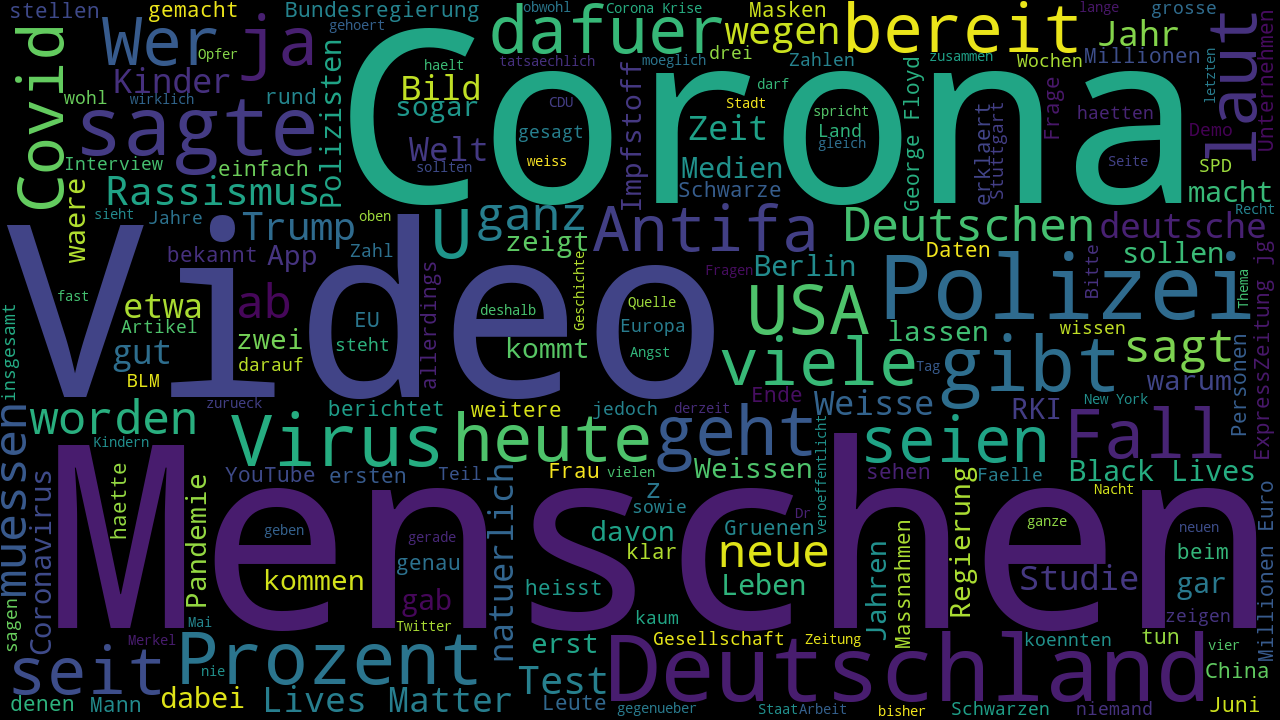 stellen
gemacht
Bundesregierung
obwohl
Corona Krise
Masken
lange
grosse
Covid
Wer
Opfer
ja
gehoert
Corona
dafuer
wegen
bereit
Jahr
laut
Unternehmen
Kinder
Polizisten
haelt
Bild
tatsaechlich
moeglich
drei
Zahlen
zusammen
Wochen
Millionen
letzten
wohl
wirklich
rund
sogar
CDU
Impfstoff
darf
Stadt
Frage
haetten
sagte
gesagt
Zeit
spricht
Land
gleich
George Floyd
erklaert
stuttgart
Demo
Interview
einfach
Welt
sollten
weiss
Medien
Seite
SPD
waere
Rassismus
Schwarze
macht
sieht
Jahre
Trump
oben
U
ganz
Antifa
Deutschen
deutsche
Recht
bekannt
App
Zahl
zeigt
Geschichte
Fragen
Berlin
Daten
Bitte
sollen
Thema
ExpressZeitung jg
Video
fast
etwa
ab
allerdings
deshalb
Quelle
Polizei
insgesamt
Artikel
EU
Europa
USA
lassen
wissen
sagt
gut
zwei
steht
kommt
Angst
viele
gibt
Personen
BLM
darauf
Tag
warum
muessen
worden
zurueck
berichtet
weitere
jedoch
derzeit
Ende
Weisse
RKI
New York
Kindern
Virus
heute
geht
veroeffentlicht
seien
Fall
Coronavirus
haette
Pandemie
YouTube
ersten
Teil
natuerlich
Frau
vielen
Weissen
sehen
Regierung
Faelle
Black Lives
Nacht
Millionen Euro
Menschen
z
sowie
Dr
geben
gerade
davon
Gruenen
ganze
neuen
genau
klar
neue
Jahren
Massnahmen
beim
kommen
heisst
Leben
Studie
gar
sagen
gab
kaum
zeigen
Merkel
Mai
Twitter
seit
Prozent
nie
erst
Gesellschaft
Zeitung
koennten
tun
vier
Deutschland
China
denen
Mann
dabei
Lives Matter
Test
Leute
gegenueber
Staat
Arbeit
bisher
Schwarzen
niemand
Juni